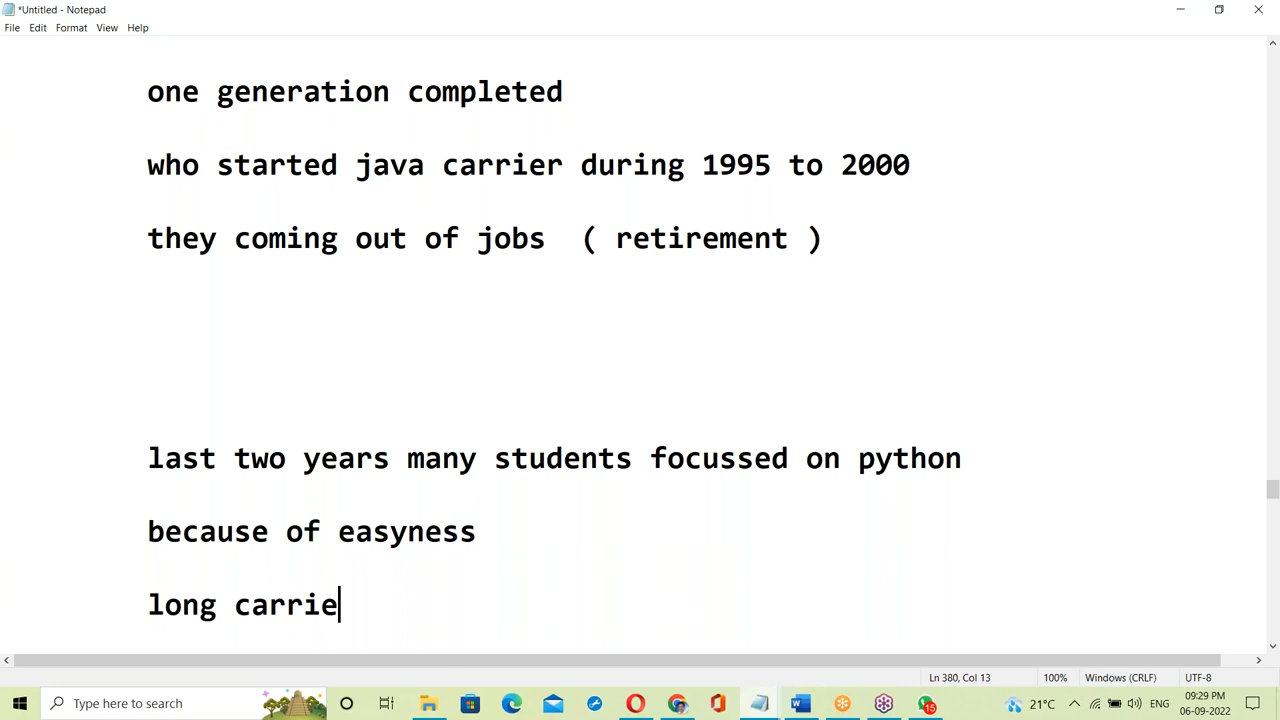 *Untitled - Notepad
File Edit Format View Help
one generation completed
who started java carrier during 1995 to 2000
they coming out of jobs ( retirement )
last two years many students focussed on python
because of easyness
long carrie
Ln 380, Col 13 100% Windows (CRLF) UTF-8
Type here to search 15 21°C ENG 09:29 PM
06-09-2022